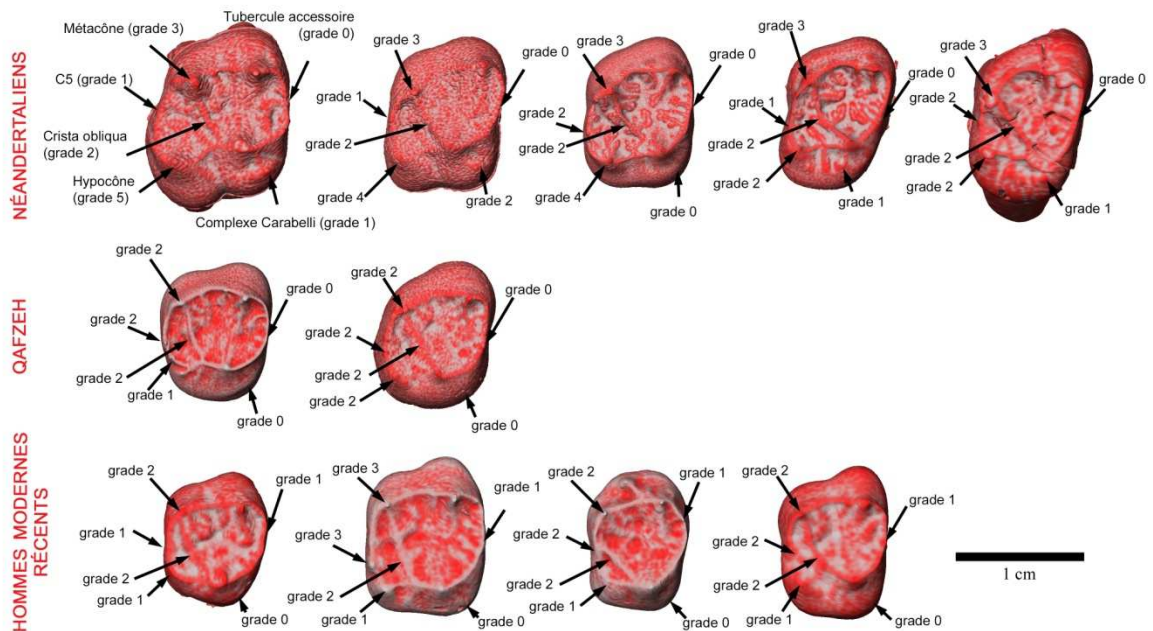 NÉANDERTALIENS
Métacône (grade 3)
Tubercule accessoire
(grade 0)
C5 (grade 1)
Crista obliqua
(grade 2)
Hypocône
(grade 5)
Complexe Carabelli (grade 1)
grade 3
grade 1
grade 2
grade 4
grade 2
grade 0
grade 3
grade 2
grade 2
grade 4
grade 0
grade 0
grade 3
grade 1
grade 2
grade 2
grade 1
grade 0
grade 3
grade 2
grade 2
grade 2
grade 1
grade 0
QAFZEH
grade 2
grade 2
grade 2
grade 1
grade 0
grade 0
grade 2
grade 2
grade 2
grade 2
grade 0
grade 0
HOMMES MODERNES
RÉCENTS
grade 2
grade 1
grade 2
grade 1
grade 0
grade 1
grade 3
grade 3
grade 2
grade 1
grade 0
grade 1
grade 2
grade 2
grade 2
grade 1
grade 0
grade 1
grade 2
grade 2
grade 2
grade 1
grade 0
grade 1
1 cm